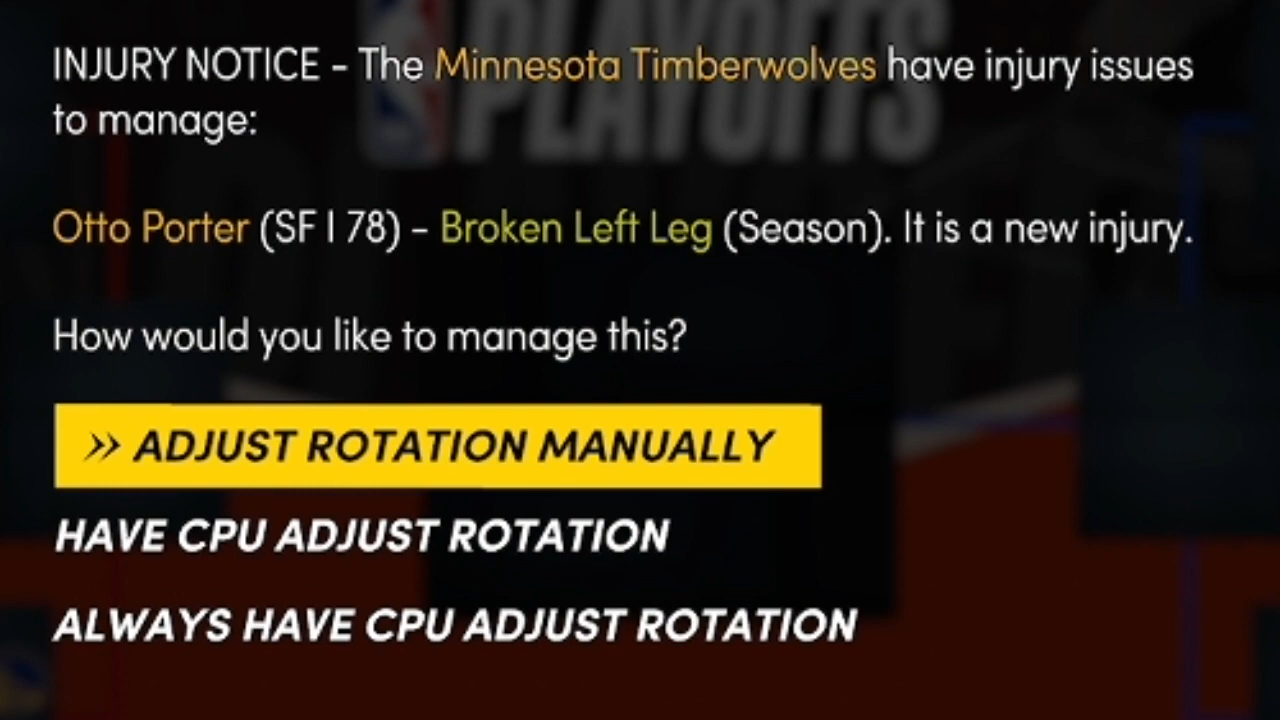 PLAYOFFS
INJURY NOTICE - The Minnesota Timberwolves have injury issues
to manage:
Otto Porter (SF | 78) - Broken Left Leg (Season). It is a new injury.
How would you like to manage this?
» ADJUST ROTATION MANUALLY
HAVE CPU ADJUST ROTATION
ALWAYS HAVE CPU ADJUST ROTATION